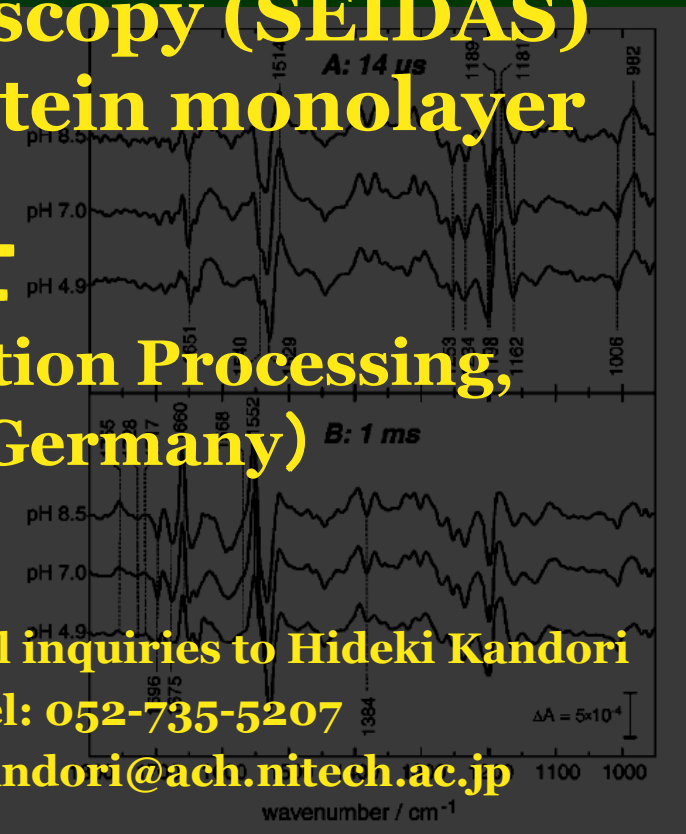 scopy (SEIDAS)
tein monolayer
tion Processing,
Germany)
l inquiries to Hideki Kandori
el: 052-735-5207
andori@ach.nitech.ac.jp
A: 14 µs
1514
1189
1181
982
pH 8.5
pH 7.0
pH 4.9
1162
1006
B: 1 ms
1552
pH 8.5
pH 7.0
pH 4.9
1384
ΔA = 5×10⁻⁴
1100
1000
wavenumber / cm⁻¹